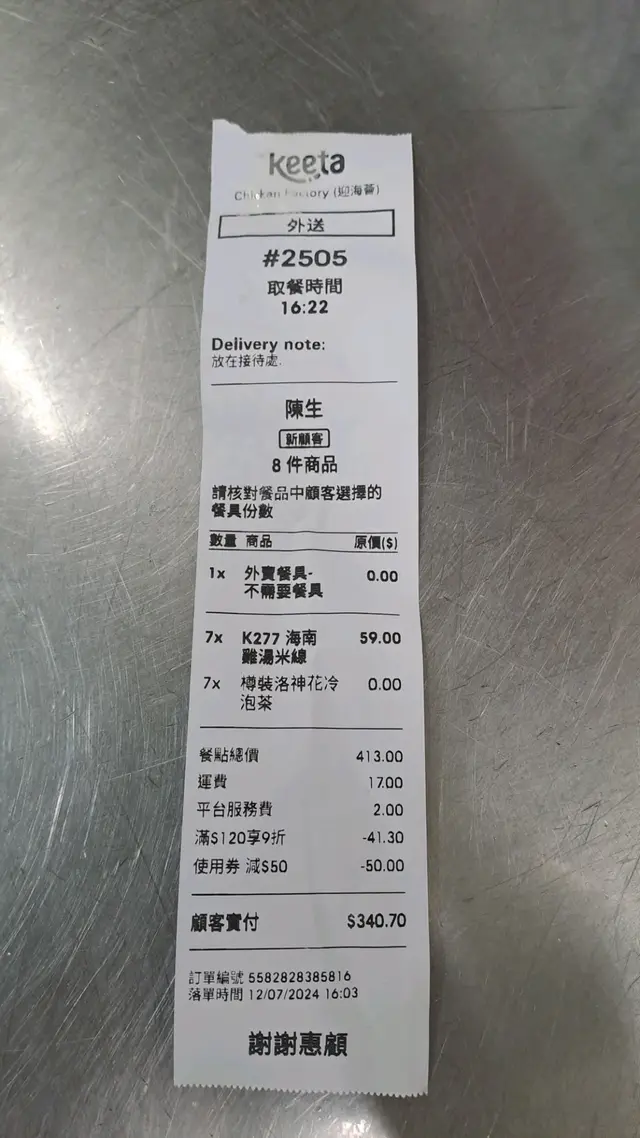 keeta
Chicken Factory (迎海薈)
外送
#2505
取餐時間
16:22
Delivery note:
放在接待處.
陳生
新顧客
8 件商品
請核對餐品中顧客選擇的
餐具份數
數量 商品 原價($)
1x 外賣餐具- 0.00
不需要餐具
7x K277 海南 59.00
雞湯米線
7x 樽裝洛神花冷 0.00
泡茶
餐點總價 413.00
運費 17.00
平台服務費 2.00
滿$120享9折 -41.30
使用券 減$50 -50.00
顧客實付 $340.70
訂單編號 5582828385816
落單時間 12/07/2024 16:03
謝謝惠顧